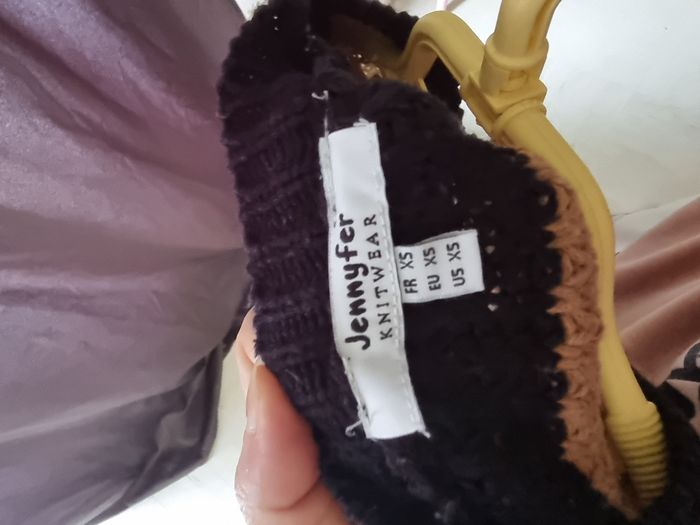 Jennyfer
KNITWEAR
FR XS
EU XS
US XS